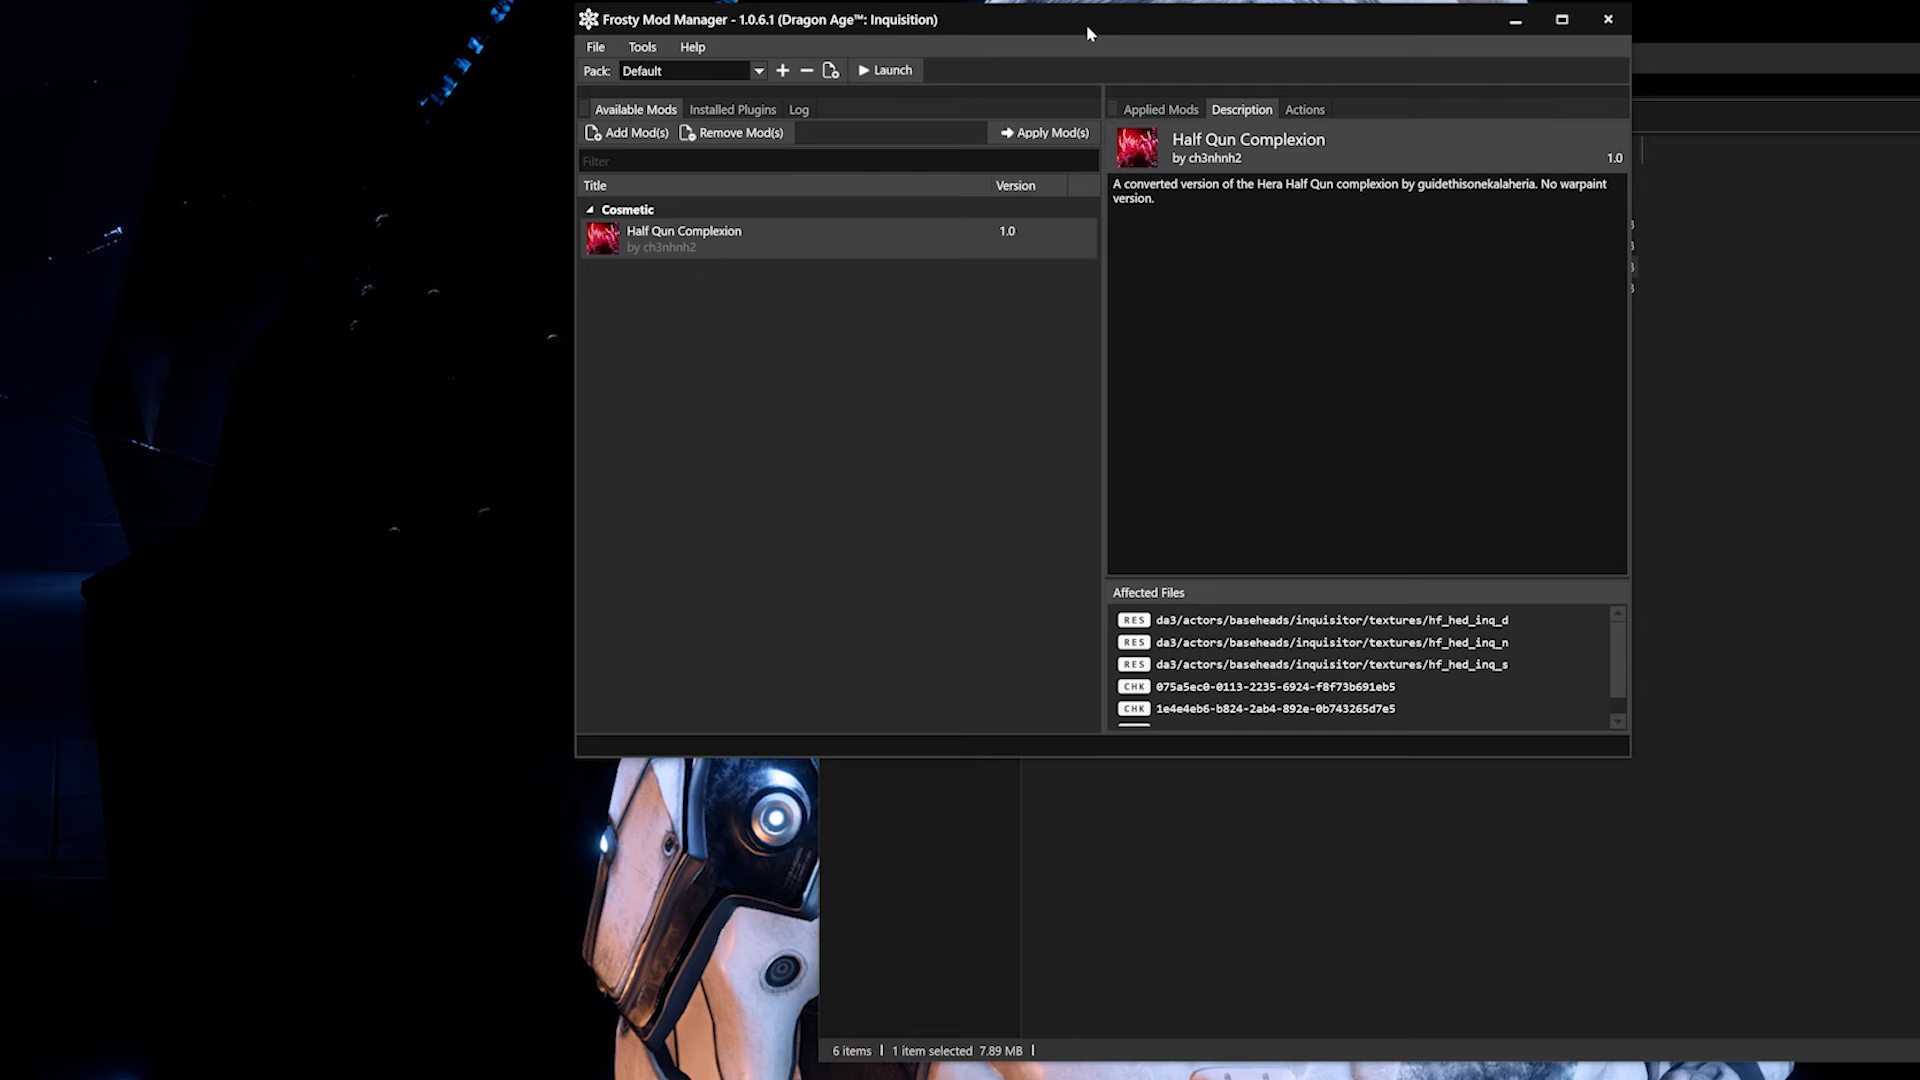 Frosty Mod Manager - 1.0.6.1 (Dragon Age™: Inquisition)
File Tools Help
Pack: Default Launch
Available Mods Installed Plugins Log
Add Mod(s) Remove Mod(s) Apply Mod(s)
Filter
Title Version
Cosmetic
Half Qun Complexion 1.0
by ch3nhnh2
Applied Mods Description Actions
Half Qun Complexion
by ch3nhnh2 1.0
A converted version of the Hera Half Qun complexion by guidethisonekalaheria. No warpaint
version.
Affected Files
RES da3/actors/baseheads/inquisitor/textures/hf_hed_inq_d
RES da3/actors/baseheads/inquisitor/textures/hf_hed_inq_n
RES da3/actors/baseheads/inquisitor/textures/hf_hed_inq_s
CHK 075a5ec0-0113-2235-6924-f8f73b691eb5
CHK 1e4e4eb6-b824-2ab4-892e-0b743265d7e5
6 items 1 item selected 7.89 MB